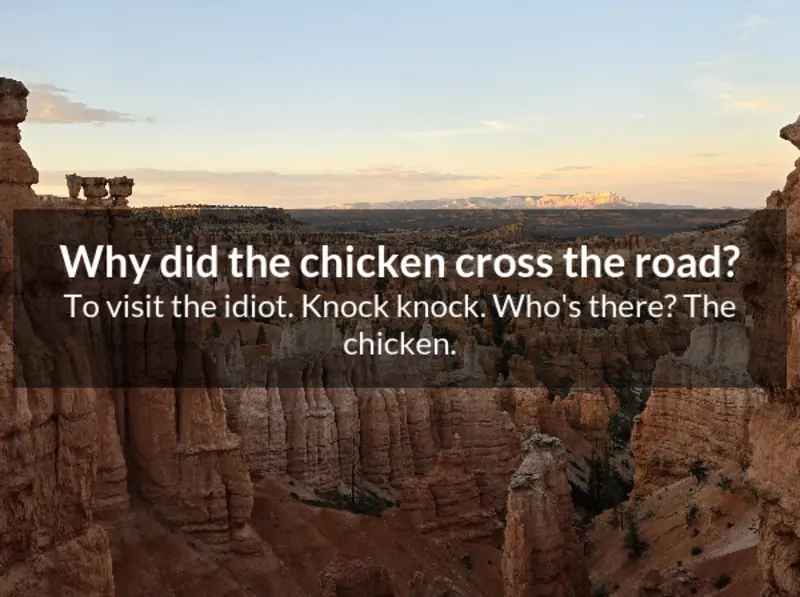 Why did the chicken cross the road?
To visit the idiot. Knock knock. Who's there? The
chicken.